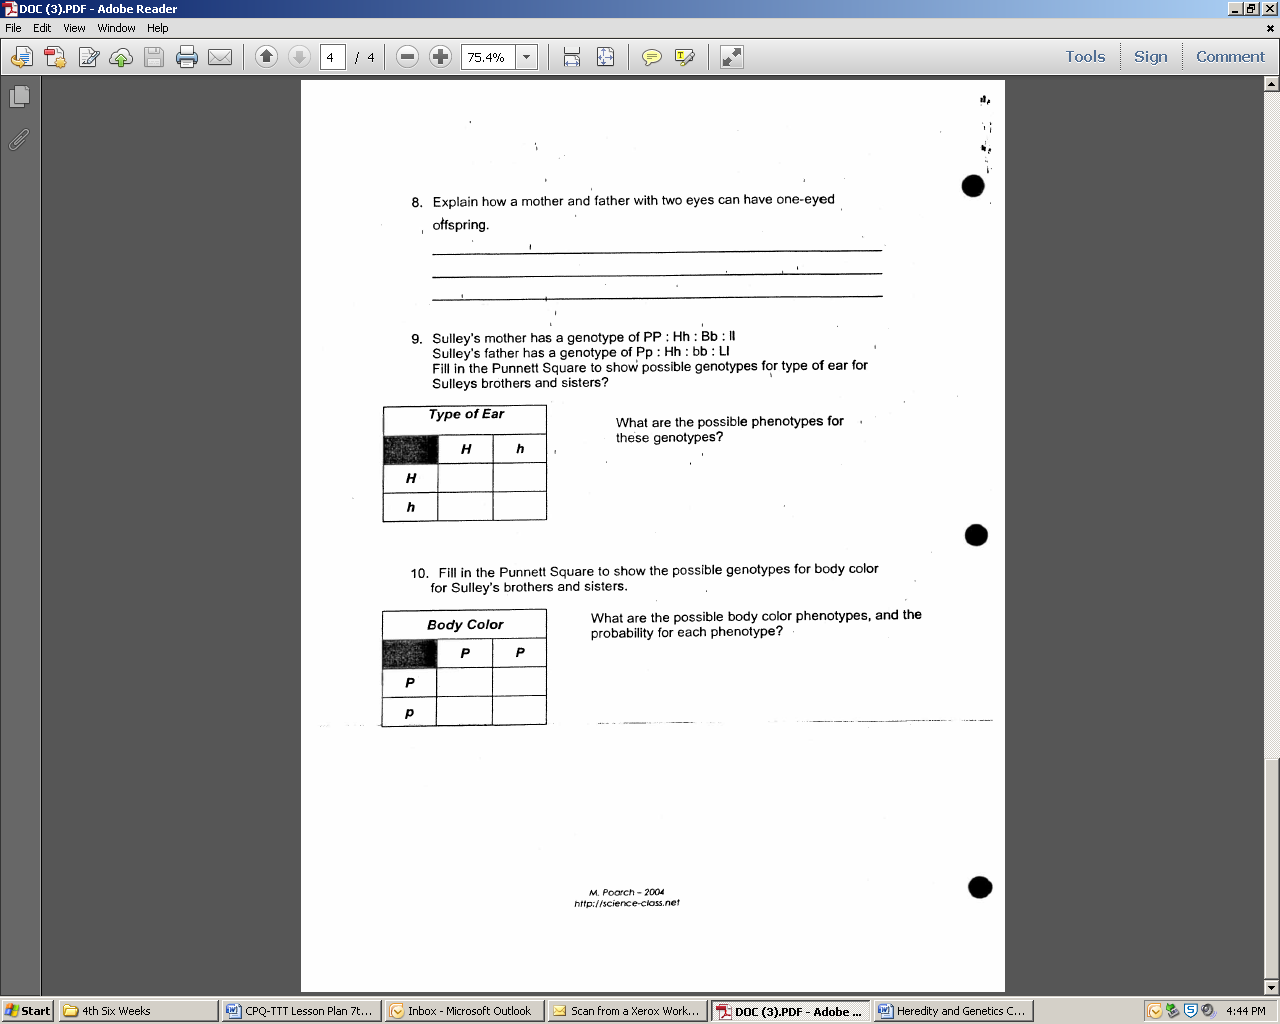 DOC (3).PDF - Adobe Reader
File Edit View Window Help
4 / 4 75.4% Tools Sign Comment
8. Explain how a mother and father with two eyes can have one-eyed
offspring.
9. Sulley's mother has a genotype of PP : Hh : Bb : ll
Sulley's father has a genotype of Pp : Hh : bb : Ll
Fill in the Punnett Square to show possible genotypes for type of ear for
Sulleys brothers and sisters?
Type of Ear
H h
H
h
What are the possible phenotypes for
these genotypes?
10. Fill in the Punnett Square to show the possible genotypes for body color
for Sulley's brothers and sisters.
Body Color
P P
P
p
What are the possible body color phenotypes, and the
probability for each phenotype?
M. Poarch – 2004
http://science-class.net
Start 4th Six Weeks CPQ-TTT Lesson Plan 7t... Inbox - Microsoft Outlook Scan from a Xerox Work... DOC (3).PDF - Adobe ... Heredity and Genetics C... 4:44 PM